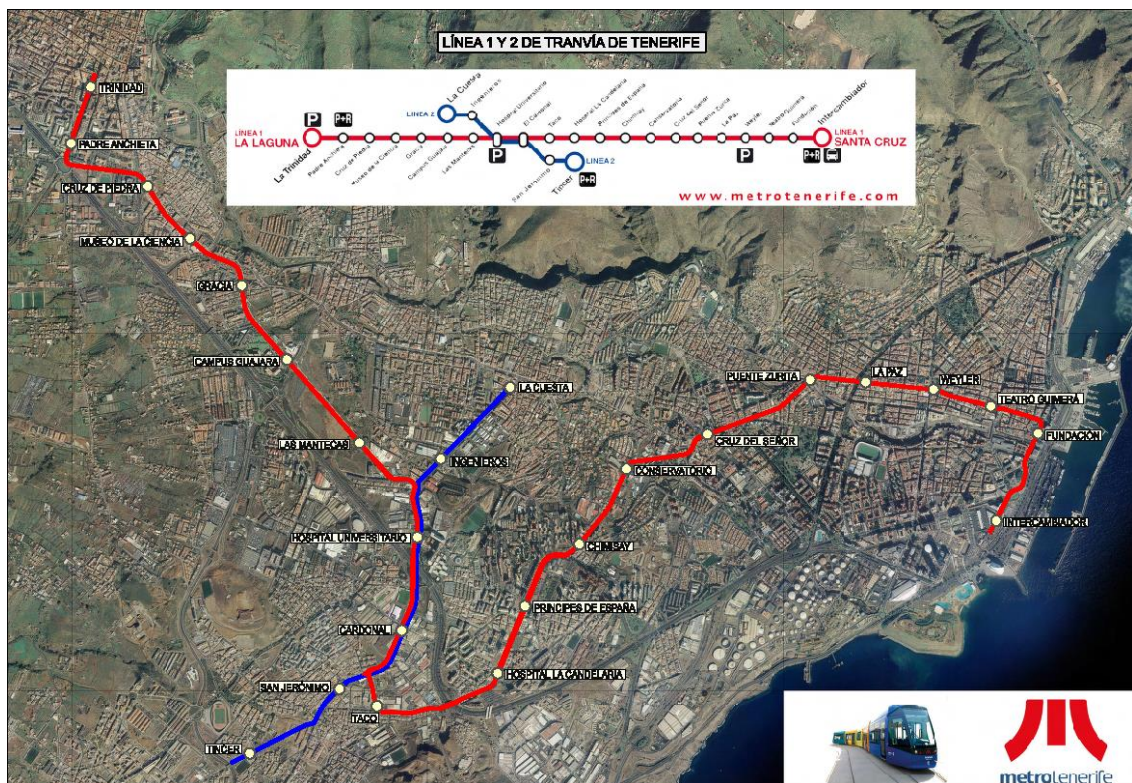 LÍNEA 1 Y 2 DE TRANVÍA DE TENERIFE
La Cuesta
Ingenieros
Hospital Universitario
El Cardonal
Taco
Hospital La Candelaria
Príncipes de España
Chimisay
Conservatorio
Cruz del Señor
Puente Zurita
La Paz
Weyler
Teatro Guimerá
Fundación
Intercambiador
P
P+R
LÍNEA 2
LÍNEA 1
LA LAGUNA
LÍNEA 1
SANTA CRUZ
La Trinidad
Padre Anchieta
Cruz de Piedra
Museo de la Ciencia
Gracia
Campus Guajara
Las Mantecas
P
San Jerónimo
Tíncer
LÍNEA 2
P+R
P
P+R
www.metrotenerife.com
TRINIDAD
PADRE ANCHIETA
CRUZ DE PIEDRA
MUSEO DE LA CIENCIA
GRACIA
CAMPUS GUAJARA
LA CUESTA
PUENTE ZURITA
LA PAZ
WEYLER
TEATRO GUIMERÁ
FUNDACIÓN
LAS MANTECAS
INGENIEROS
CRUZ DEL SEÑOR
CONSERVATORIO
INTERCAMBIADOR
HOSPITAL UNIVERSITARIO
CHIMISAY
PRINCIPES DE ESPAÑA
CARDONAL
HOSPITAL LA CANDELARIA
SAN JERÓNIMO
TACO
TINCER
metrotenerife